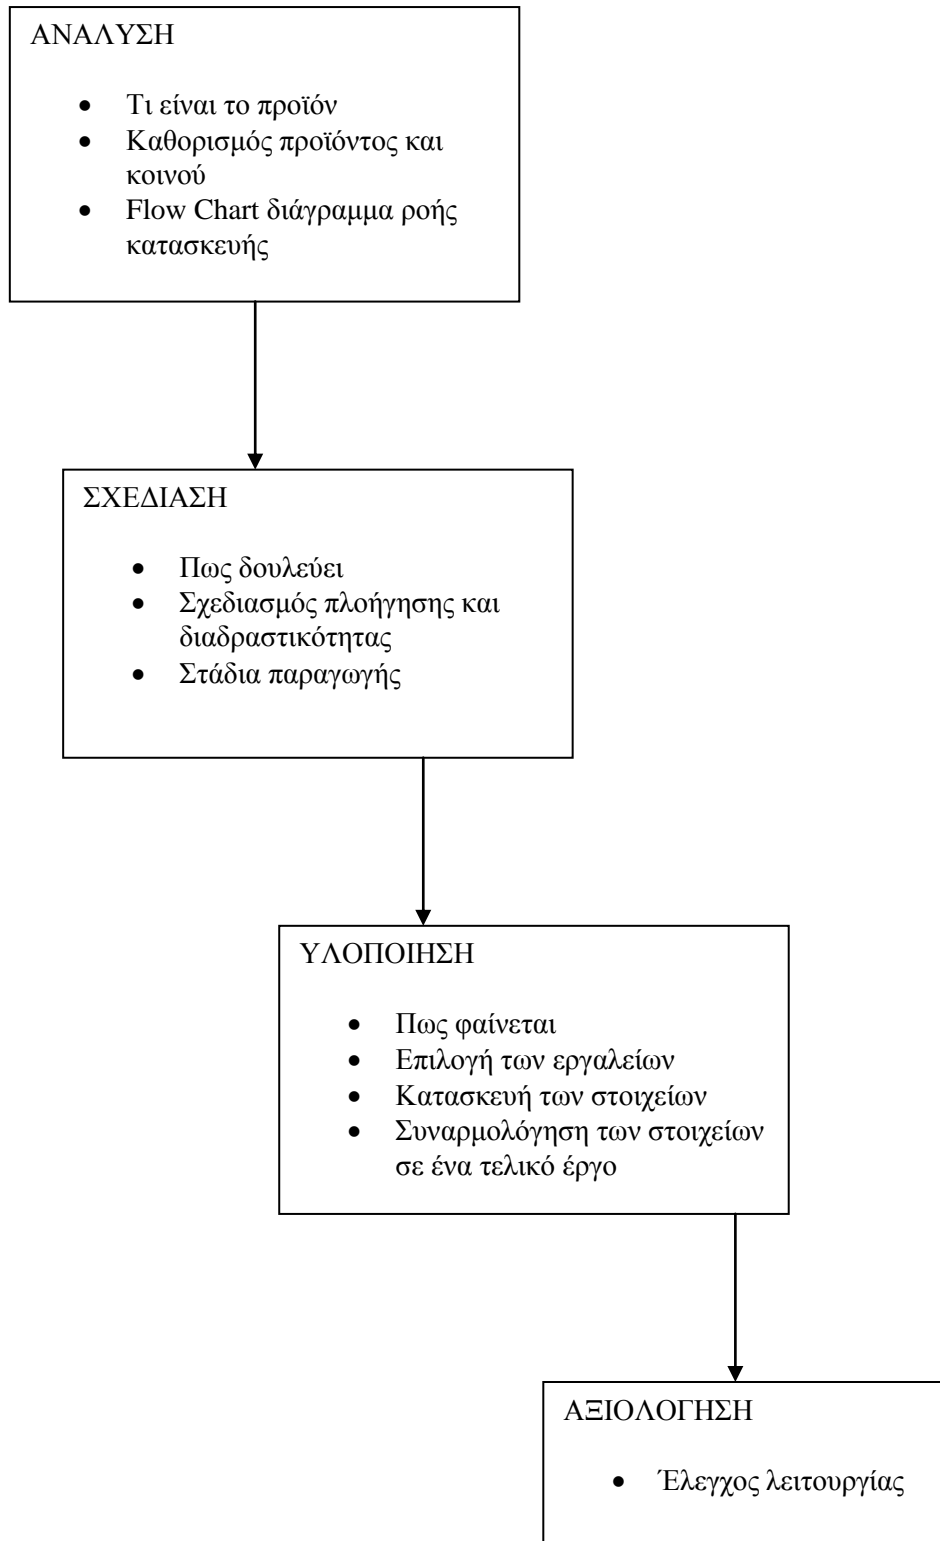 ΑΝΑΛΥΣΗ
• Τι είναι το προϊόν
• Καθορισμός προϊόντος και
κοινού
• Flow Chart διάγραμμα ροής
κατασκευής
ΣΧΕΔΙΑΣΗ
• Πως δουλεύει
• Σχεδιασμός πλοήγησης και
διαδραστικότητας
• Στάδια παραγωγής
ΥΛΟΠΟΙΗΣΗ
• Πως φαίνεται
• Επιλογή των εργαλείων
• Κατασκευή των στοιχείων
• Συναρμολόγηση των στοιχείων
σε ένα τελικό έργο
ΑΞΙΟΛΟΓΗΣΗ
• Έλεγχος λειτουργίας